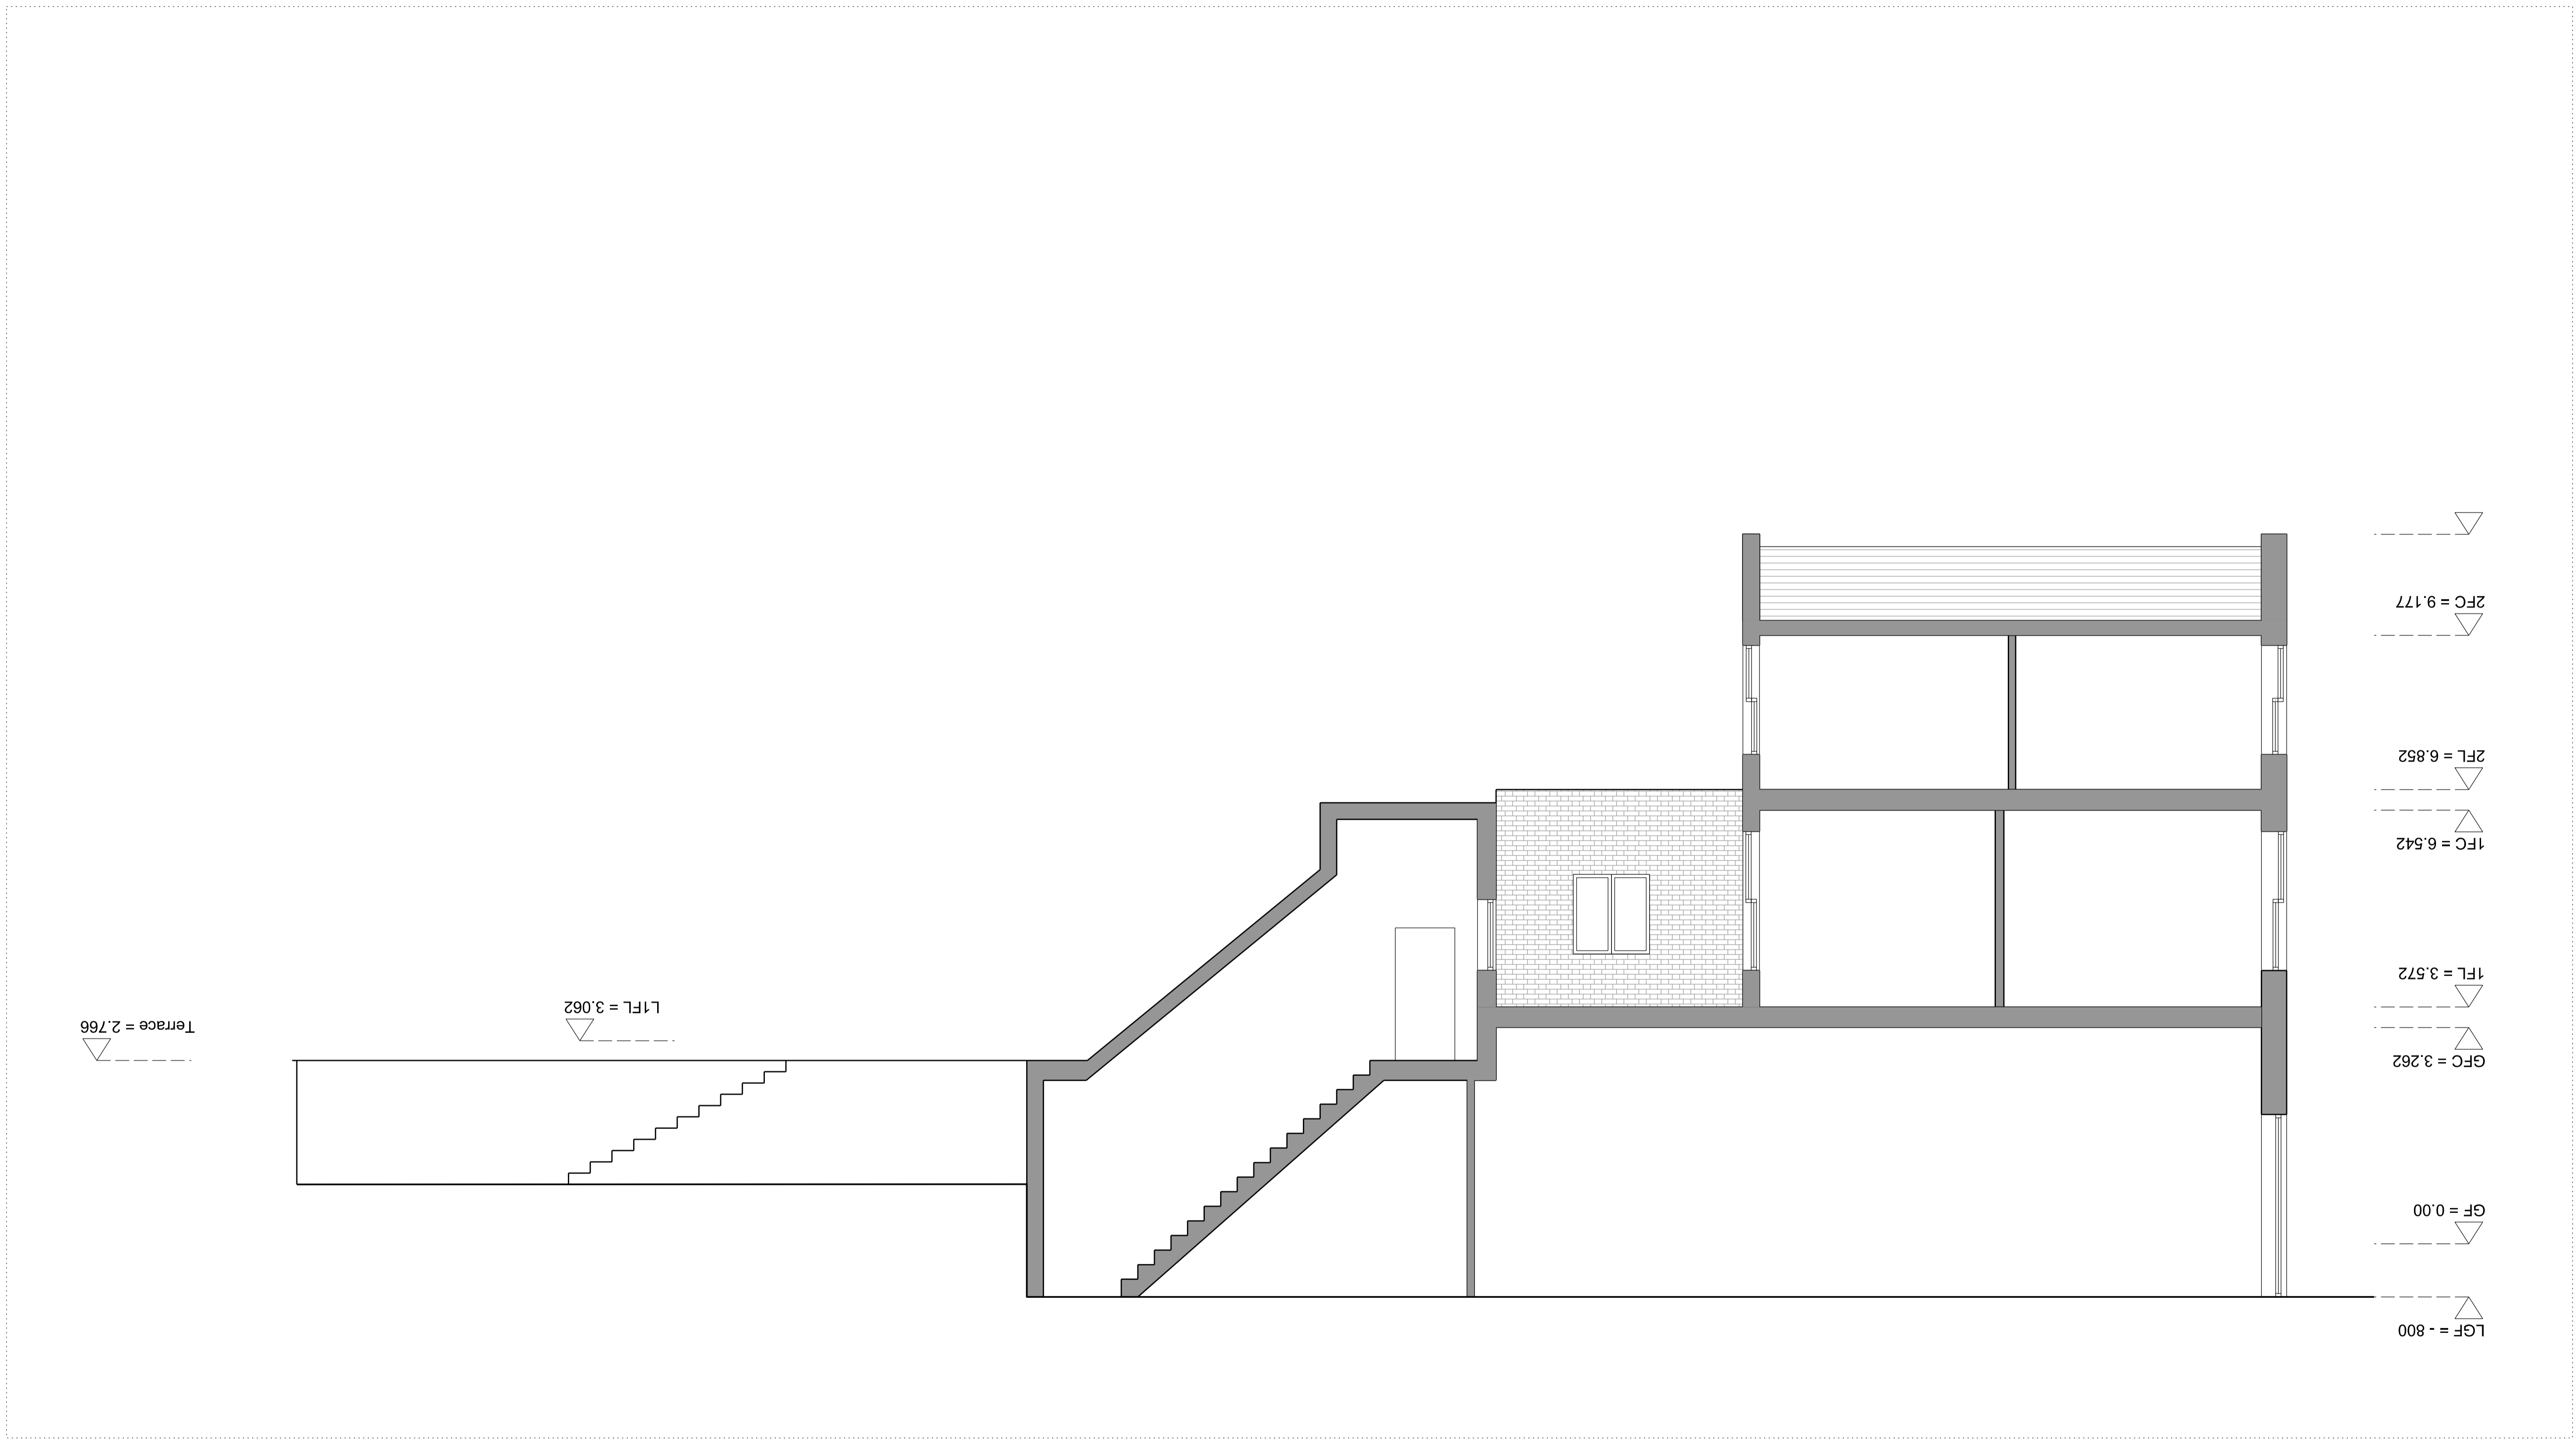 2FC = 9.177
2FL = 6.852
1FC = 6.542
1FL = 3.572
L1FL = 3.062
Terrace = 2.766
GFC = 3.262
GF = 0.00
LGF = - 800